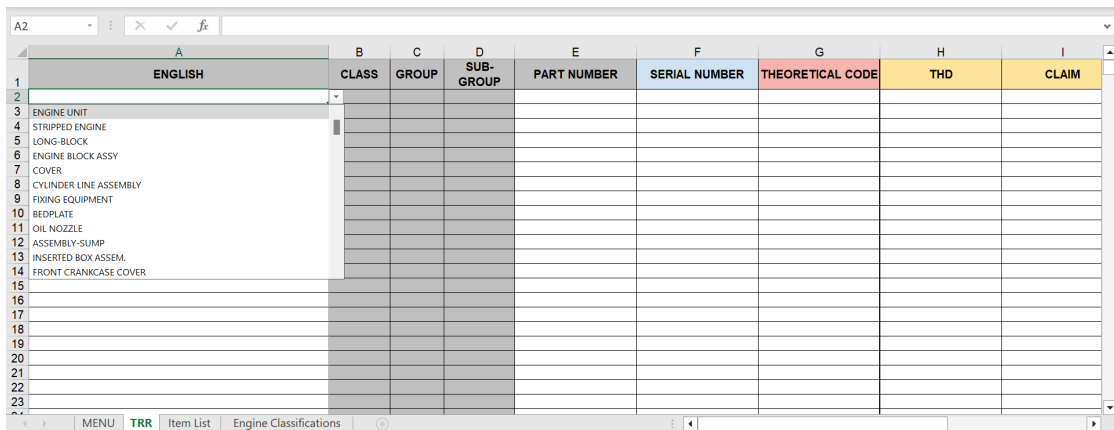 A2 fx
A B C D E F G H I
1 ENGLISH CLASS GROUP SUB-GROUP PART NUMBER SERIAL NUMBER THEORETICAL CODE THD CLAIM
2
3 ENGINE UNIT
4 STRIPPED ENGINE
5 LONG-BLOCK
6 ENGINE BLOCK ASSY
7 COVER
8 CYLINDER LINE ASSEMBLY
9 FIXING EQUIPMENT
10 BEDPLATE
11 OIL NOZZLE
12 ASSEMBLY-SUMP
13 INSERTED BOX ASSEM.
14 FRONT CRANKCASE COVER
15
16
17
18
19
20
21
22
23
MENU TRR Item List Engine Classifications